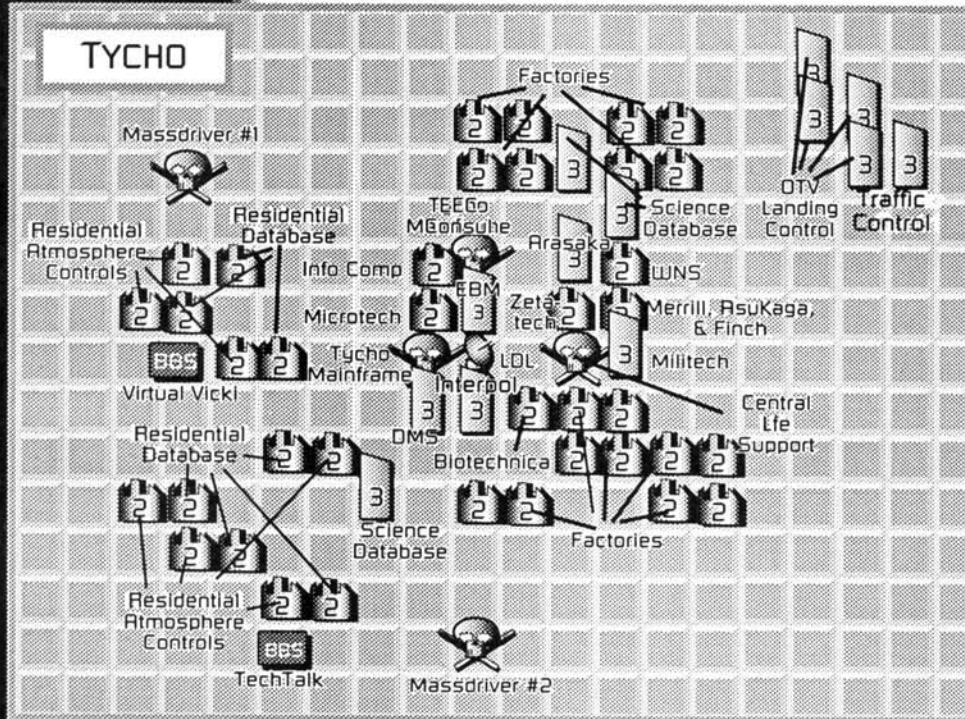 TYCHO
Factories
2 2 2 2
2 2 3 2 2
3
3
3
3 3
3
OTV
Landing
Control
Traffic
Control
Massdriver #1
Residential
Atmosphere
Controls
Residential
Database
2 2
2 2
2 2
BBS
Virtual Vicki
TEECo
Info Comp
2
EBM
3
Microtech
2
Tycho
Mainframe
LDL
Interpol
3 3
DMS
Arasaka
3
Science
Database
2
WNS
Zeta-
tech
2
Merrill, AsuKaga,
& Finch
3
Militech
Central
Lfe
Support
2 2 2
Biotechnica
2 2 2 2
2 2 2 2
Factories
Residential
Database
2 2
3
Science
Database
2 2
2 2
2 2
Residential
Atmosphere
Controls
BBS
TechTalk
Massdriver #2